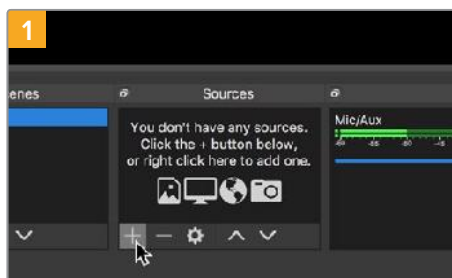 1
enes
Sources
You don't have any sources.
Click the + button below,
or right click here to add one.
Mic/Aux